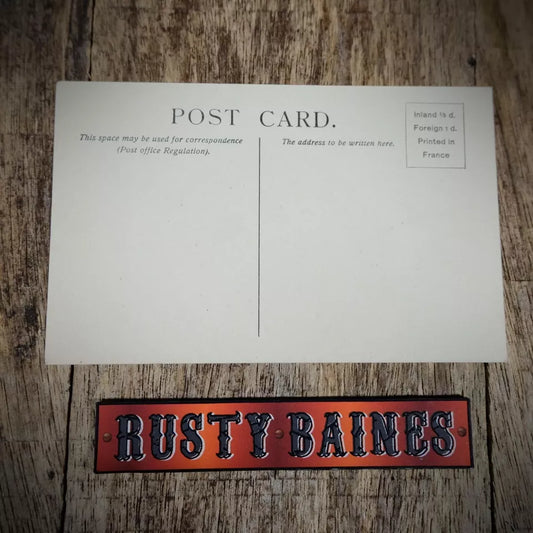 POST CARD.
This space may be used for correspondence
(Post office Regulation).
The address to be written here.
Inland ½ d.
Foreign 1 d.
Printed in
France
RUSTY BAINES